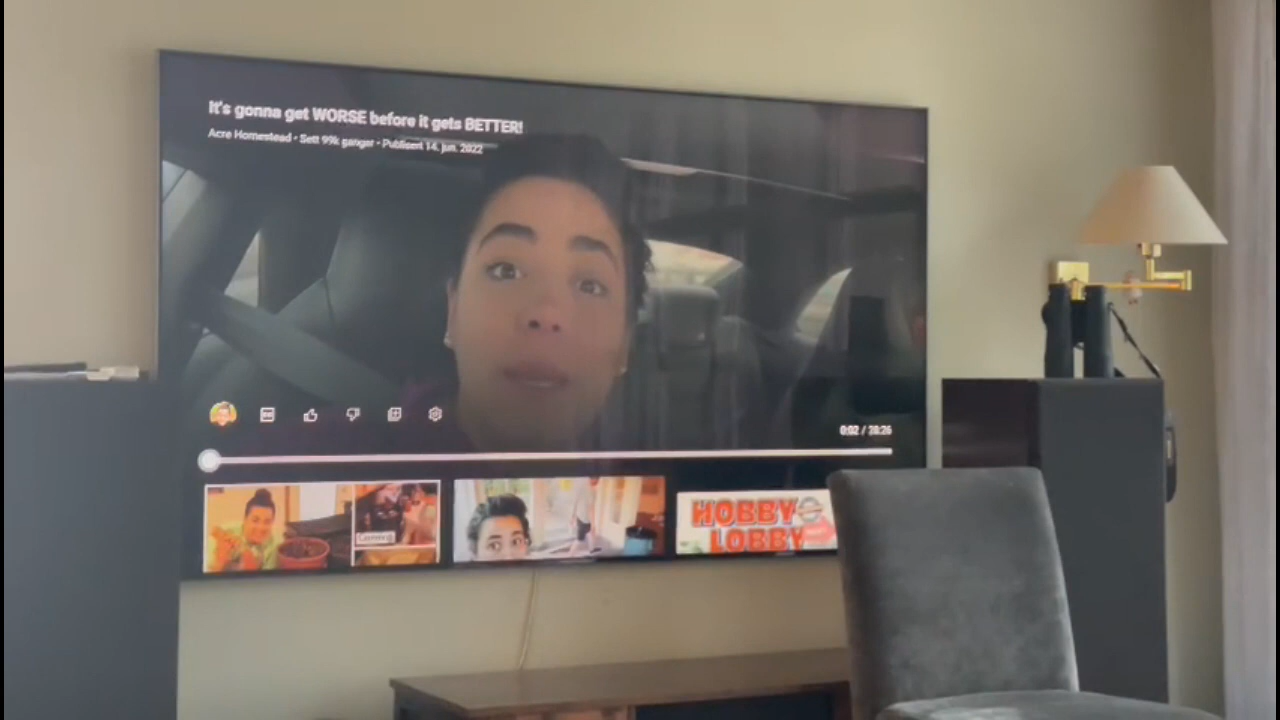 It's gonna get WORSE before it gets BETTER!
Acre Homestead • Sett 99k ganger • Publisert 14. jun. 2022
0:02 / 28:26
HOBBY
LOBBY